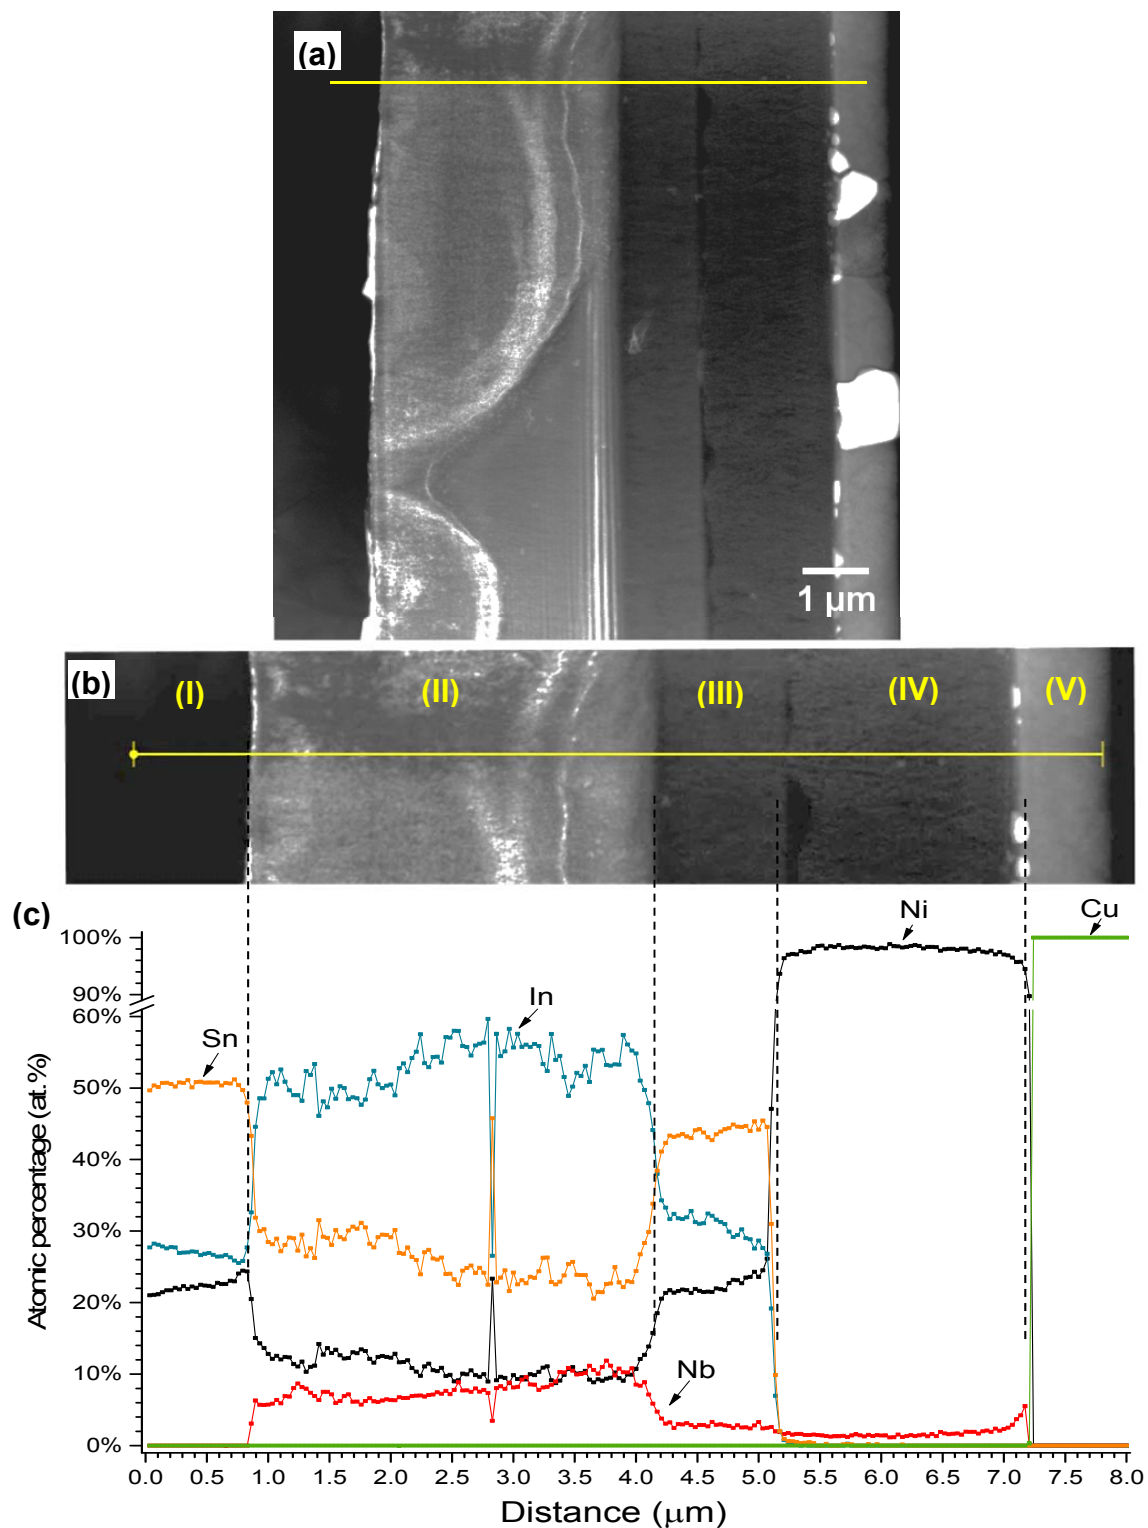 (a)
1 µm
(b)
(I)
(II)
(III)
(IV)
(V)
(c)
Ni
Cu
100%
90%
60%
50%
40%
30%
20%
10%
0%
Sn
In
Nb
Atomic percentage (at.%)
0.0 0.5 1.0 1.5 2.0 2.5 3.0 3.5 4.0 4.5 5.0 5.5 6.0 6.5 7.0 7.5 8.0
Distance (µm)